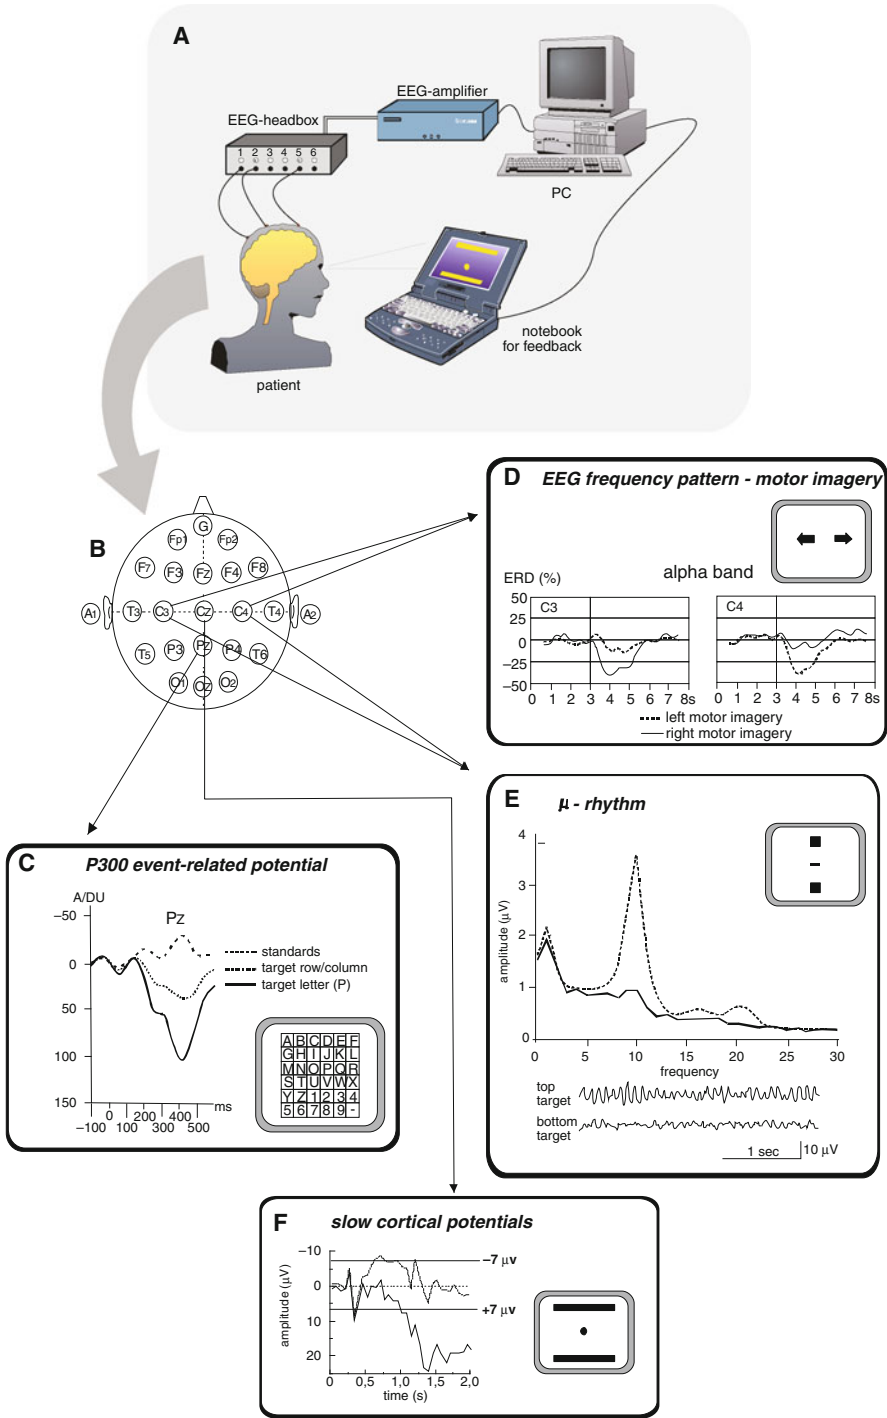 A
EEG-amplifier
EEG-headbox
1 2 3 4 5 6
PC
notebook
for feedback
patient
B
G
Fp1 Fp2
F7 F3 Fz F4 F8
A1 T3 C3 Cz C4 T4 A2
T5 P3 Pz P4 T6
O1 Oz O2
C P300 event-related potential
A/DU
Pz
−50
0
50
100
150
standards
target row/column
target letter (P)
0 200 400 ms
−100 100 300 500
A B C D E F
G H I J K L
M N O P Q R
S T U V W X
Y Z 1 2 3 4
5 6 7 8 9 -
D EEG frequency pattern - motor imagery
ERD (%)
alpha band
50
25
0
−25
−50
C3
C4
0 1 2 3 4 5 6 7 8s
0 1 2 3 4 5 6 7 8s
left motor imagery
right motor imagery
E μ - rhythm
amplitude (μV)
4
3
2
1
0
0 5 10 15 20 25 30
frequency
top
target
bottom
target
1 sec
10 μV
F slow cortical potentials
amplitude (μV)
−10
0
10
20
−7 μv
+7 μv
0 0,5 1,0 1,5 2,0
time (s)